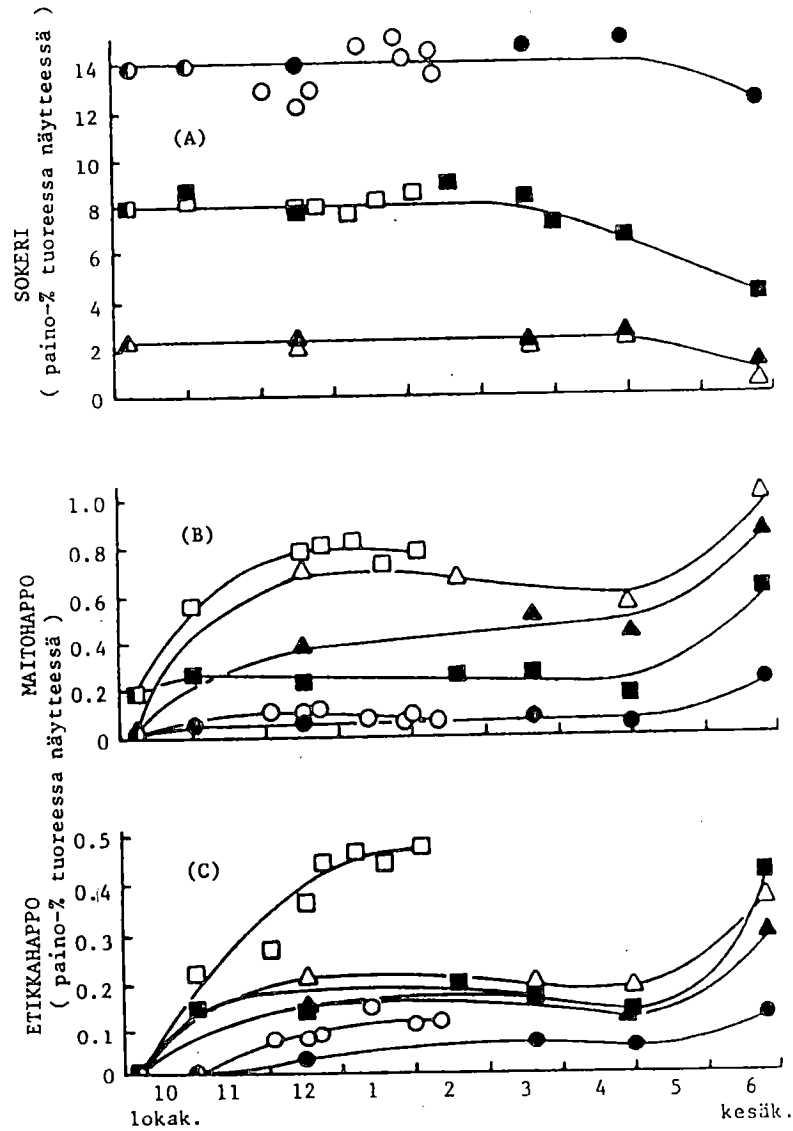 SOKERI
( paino-% tuoreessa näytteessä )
14
12
10
8
6
4
2
0
(A)
MAITOHAPPO
( paino-% tuoreessa näytteessä )
1.0
0.8
0.6
0.4
0.2
0
(B)
ETIKKAHAPPO
( paino-% tuoreessa näytteessä )
0.5
0.4
0.3
0.2
0.1
0
(C)
10 11 12 1 2 3 4 5 6
lokak. kesäk.